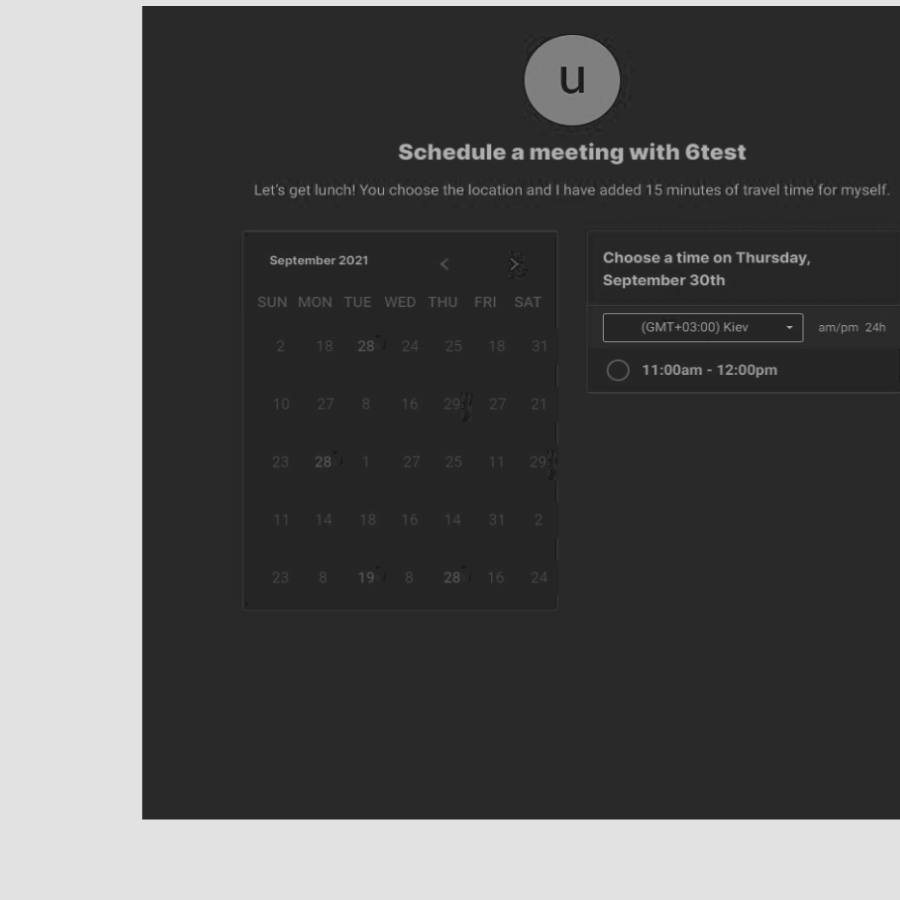 u
Schedule a meeting with 6test
Let's get lunch! You choose the location and I have added 15 minutes of travel time for myself.
September 2021 < >
SUN MON TUE WED THU FRI SAT
2 18 28 24 25 18 31
10 27 8 16 29 27 21
23 28 1 27 25 11 29
11 14 18 16 14 31 2
23 8 19 8 28 16 24
Choose a time on Thursday,
September 30th
(GMT+03:00) Kiev am/pm 24h
11:00am - 12:00pm